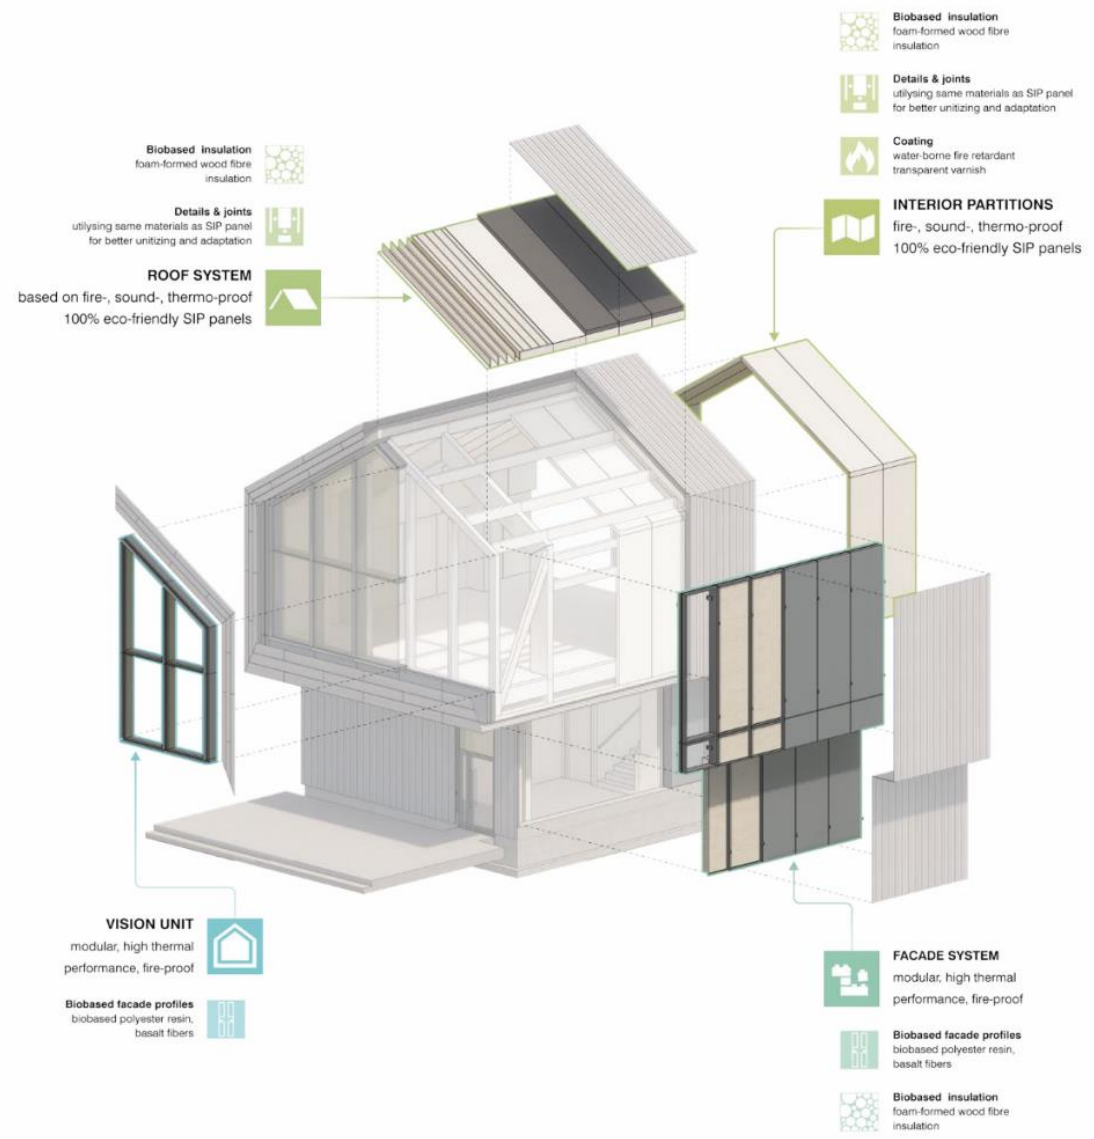 Biobased insulation
foam-formed wood fibre
insulation
Details & joints
utilysing same materials as SIP panel
for better unitizing and adaptation
Coating
water-borne fire retardant
transparent varnish
INTERIOR PARTITIONS
fire-, sound-, thermo-proof
100% eco-friendly SIP panels
Biobased insulation
foam-formed wood fibre
insulation
Details & joints
utilysing same materials as SIP panel
for better unitizing and adaptation
ROOF SYSTEM
based on fire-, sound-, thermo-proof
100% eco-friendly SIP panels
VISION UNIT
modular, high thermal
performance, fire-proof
Biobased facade profiles
biobased polyester resin,
basalt fibers
FACADE SYSTEM
modular, high thermal
performance, fire-proof
Biobased facade profiles
biobased polyester resin,
basalt fibers
Biobased insulation
foam-formed wood fibre
insulation